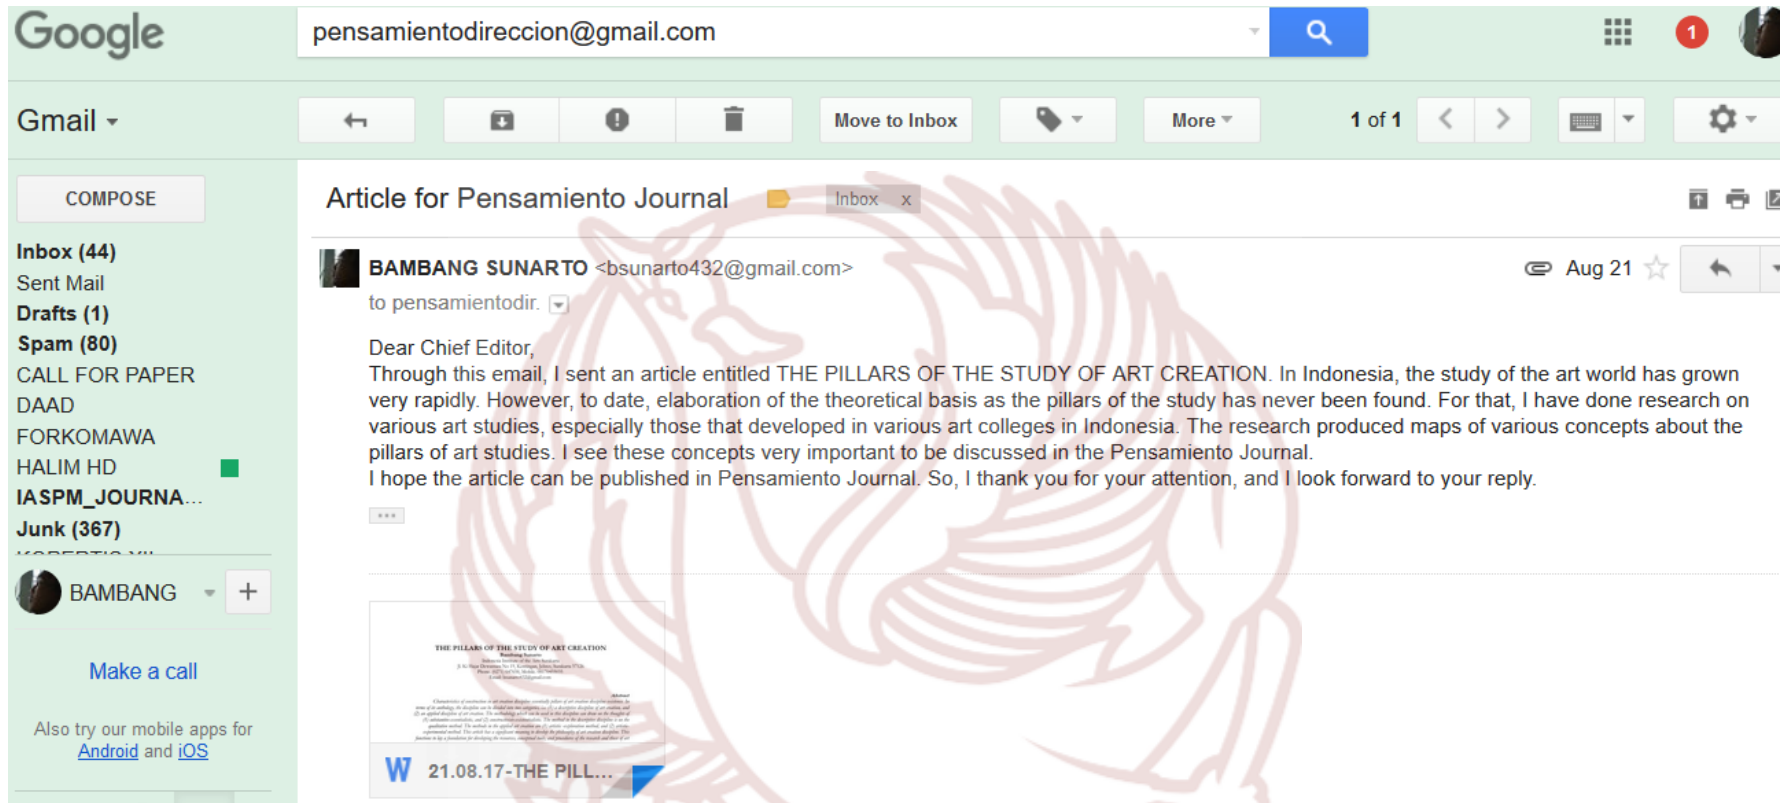 Google
pensamientodireccion@gmail.com
1
Gmail
Move to Inbox
More
1 of 1
COMPOSE
Article for Pensamiento Journal
Inbox x
Inbox (44)
Sent Mail
Drafts (1)
Spam (80)
CALL FOR PAPER
DAAD
FORKOMAWA
HALIM HD
IASPM_JOURNA...
Junk (367)
BAMBANG SUNARTO <bsunarto432@gmail.com>
Aug 21
to pensamientodir.
Dear Chief Editor,
Through this email, I sent an article entitled THE PILLARS OF THE STUDY OF ART CREATION. In Indonesia, the study of the art world has grown
very rapidly. However, to date, elaboration of the theoretical basis as the pillars of the study has never been found. For that, I have done research on
various art studies, especially those that developed in various art colleges in Indonesia. The research produced maps of various concepts about the
pillars of art studies. I see these concepts very important to be discussed in the Pensamiento Journal.
I hope the article can be published in Pensamiento Journal. So, I thank you for your attention, and I look forward to your reply.
BAMBANG
Make a call
Also try our mobile apps for
Android and iOS
THE PILLARS OF THE STUDY OF ART CREATION
Bambang Sunarto
Abstract
W 21.08.17-THE PILL...